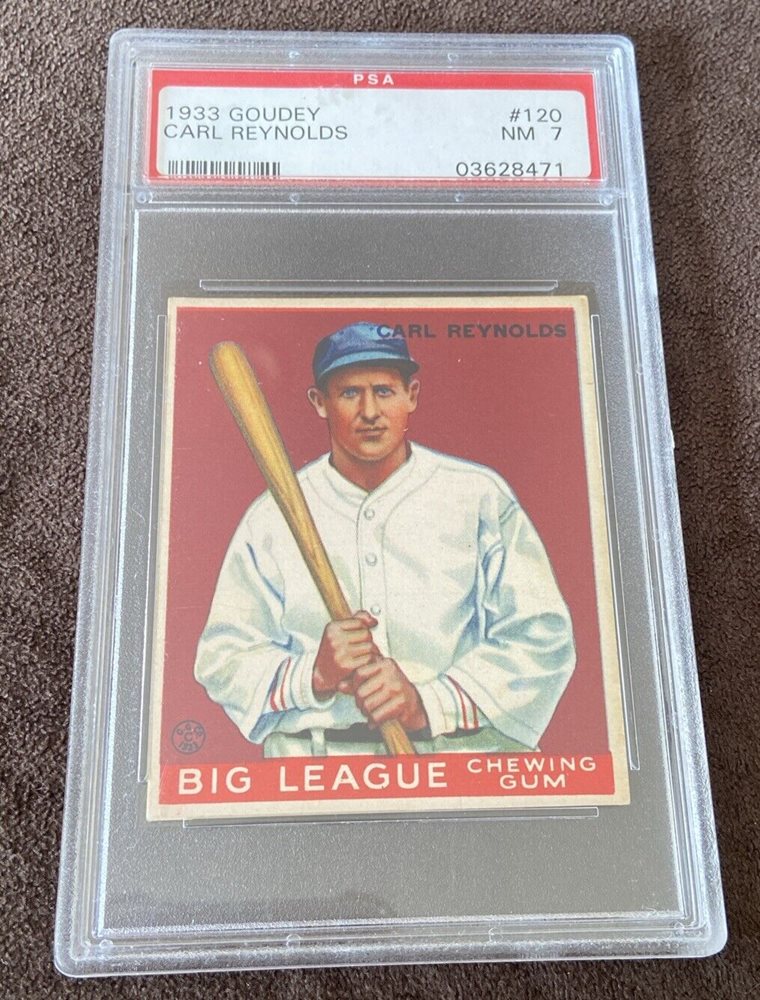 PSA
1933 GOUDEY #120
CARL REYNOLDS NM 7
03628471
CARL REYNOLDS
BIG LEAGUE CHEWING GUM